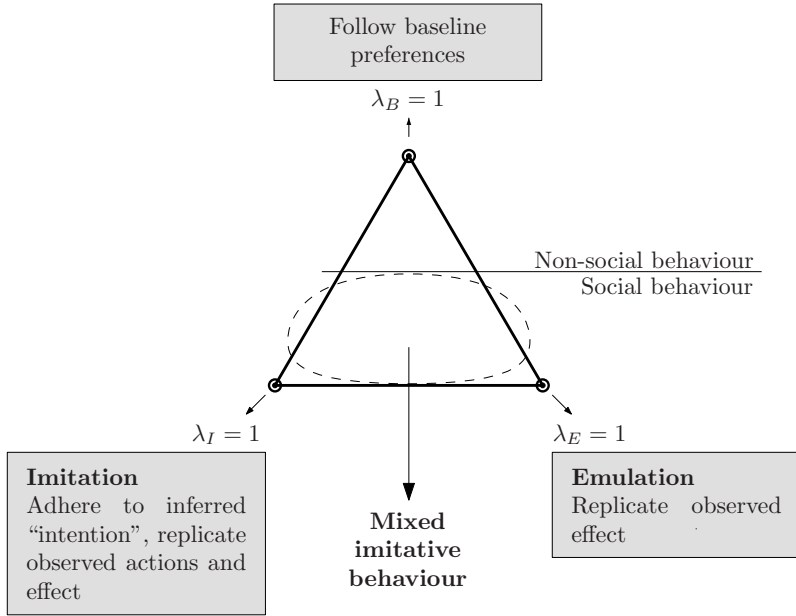 Follow baseline
preferences
λ_B = 1
Non-social behaviour
Social behaviour
λ_I = 1
λ_E = 1
Imitation
Adhere to inferred
“intention”, replicate
observed actions and
effect
Mixed
imitative
behaviour
Emulation
Replicate observed
effect